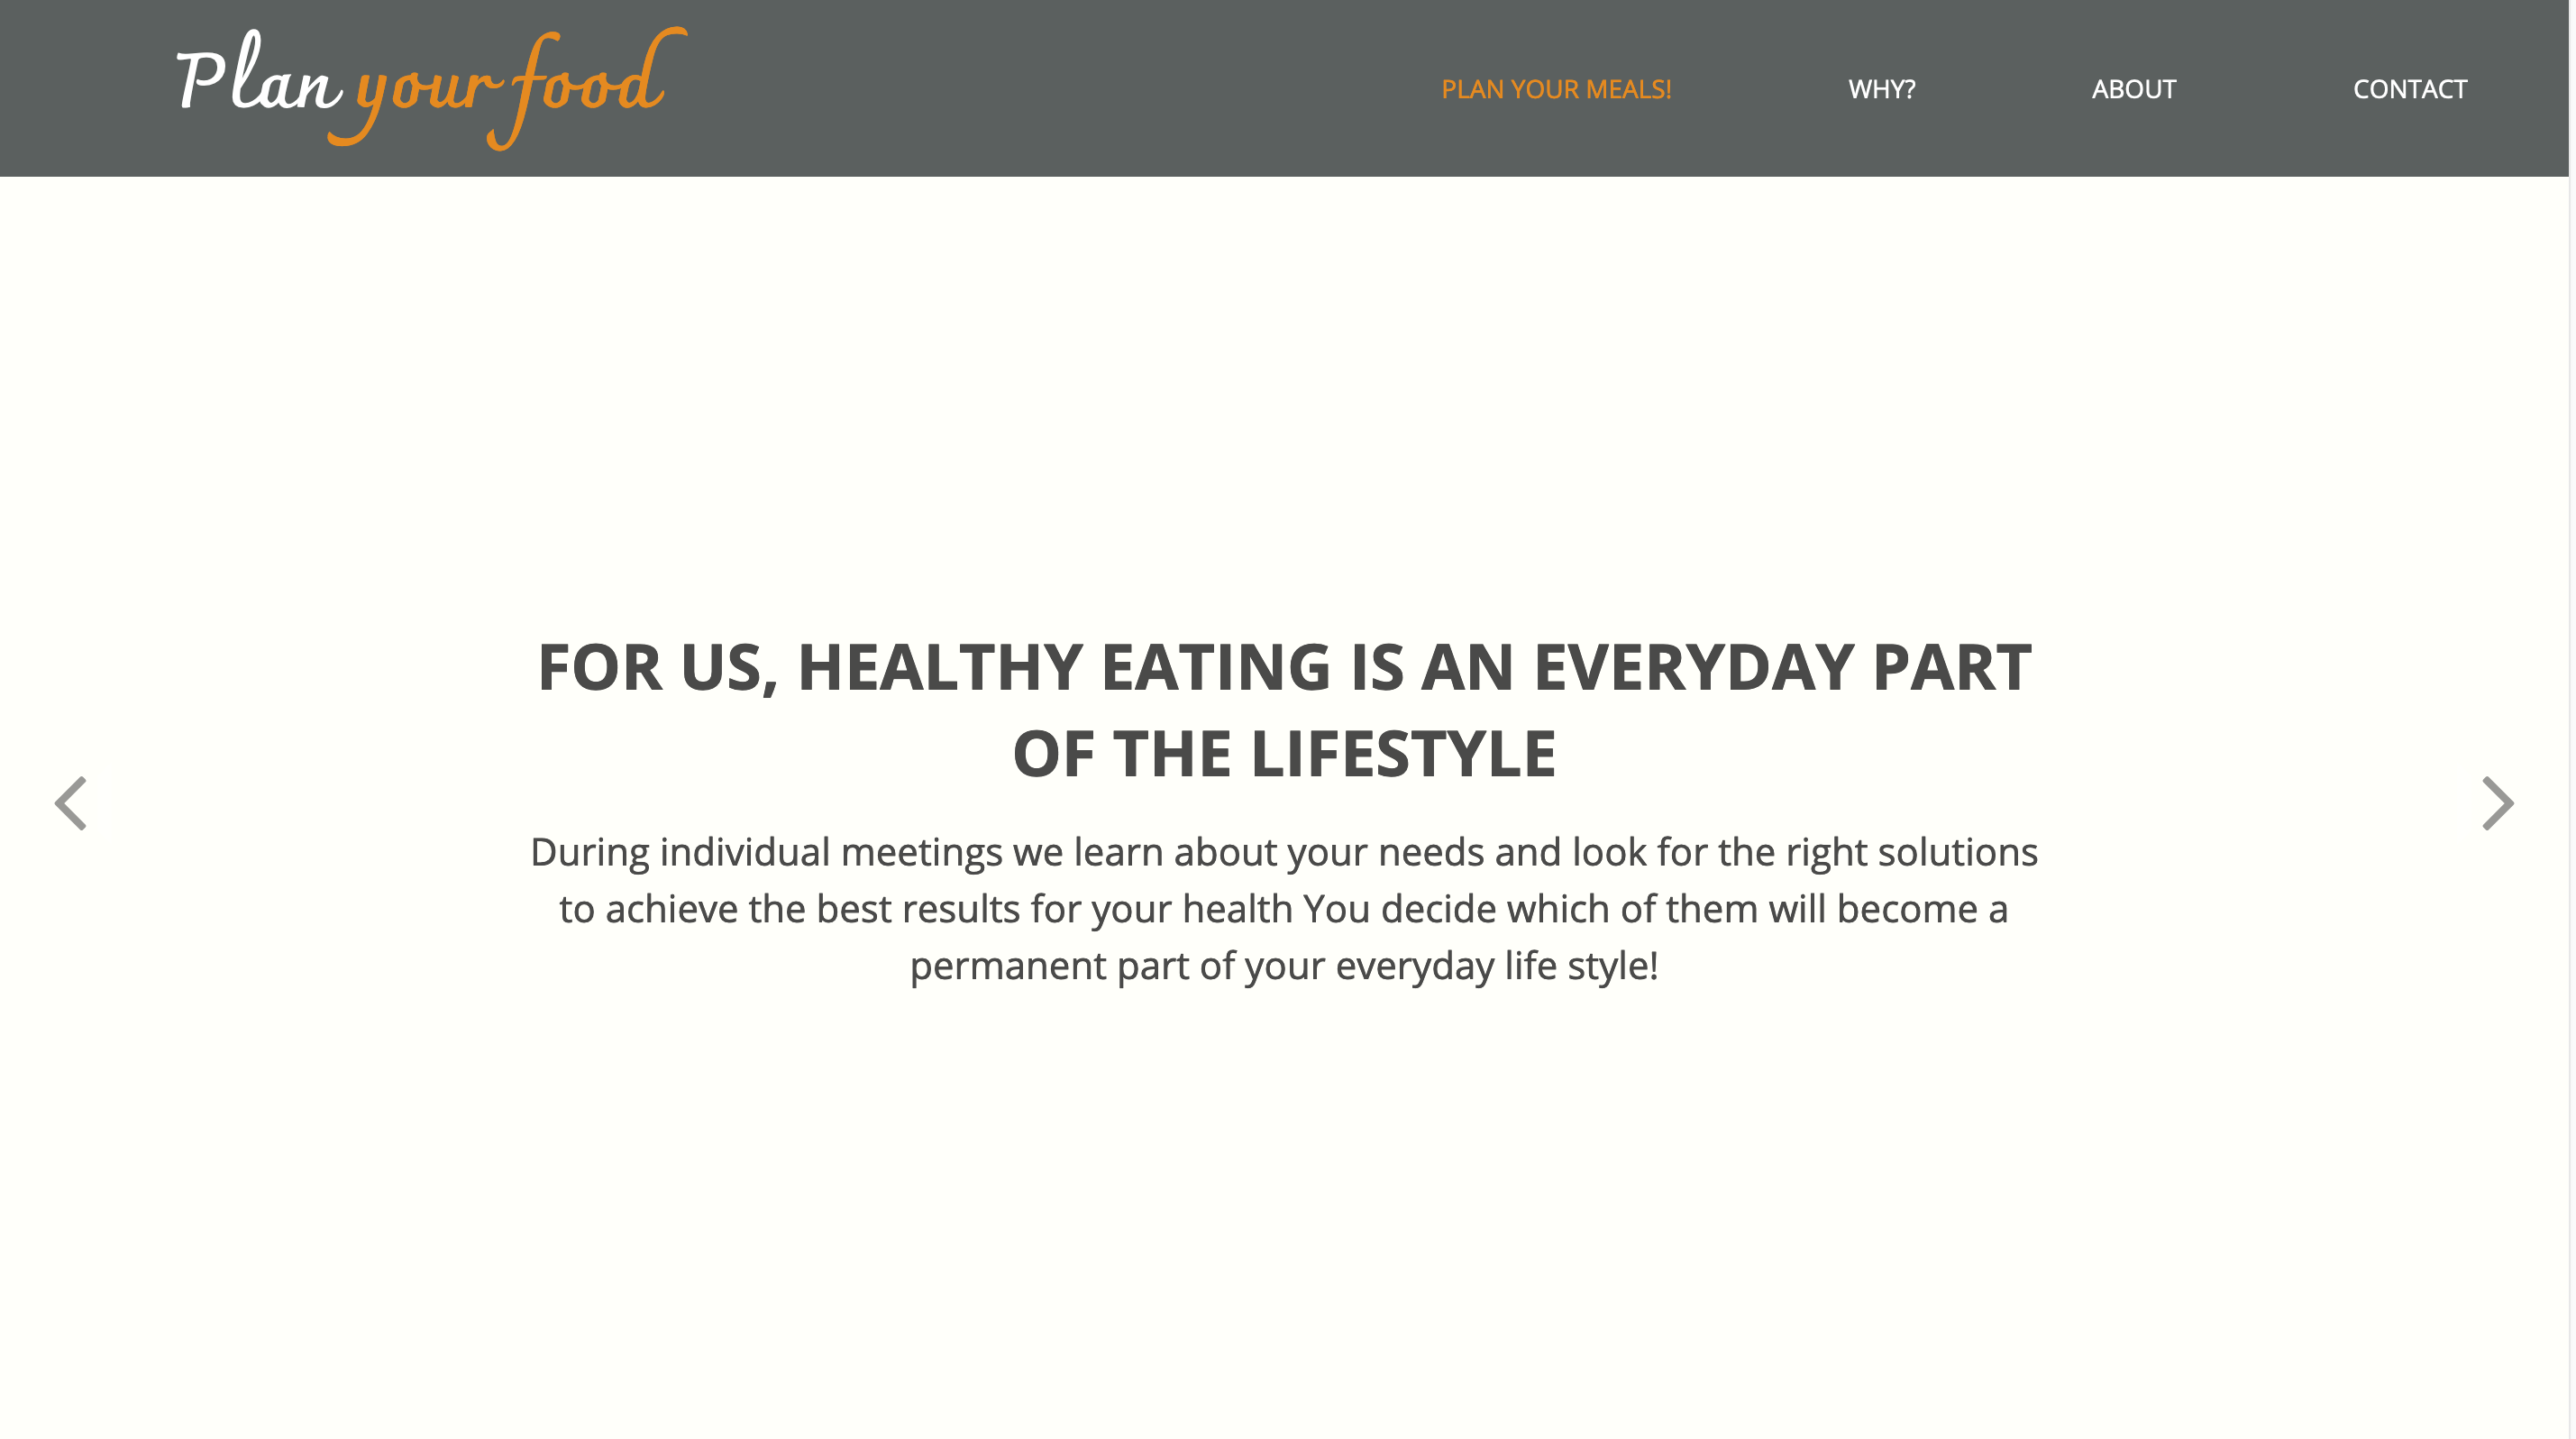 Plan your food
PLAN YOUR MEALS!
WHY?
ABOUT
CONTACT
FOR US, HEALTHY EATING IS AN EVERYDAY PART
OF THE LIFESTYLE
During individual meetings we learn about your needs and look for the right solutions
to achieve the best results for your health You decide which of them will become a
permanent part of your everyday life style!